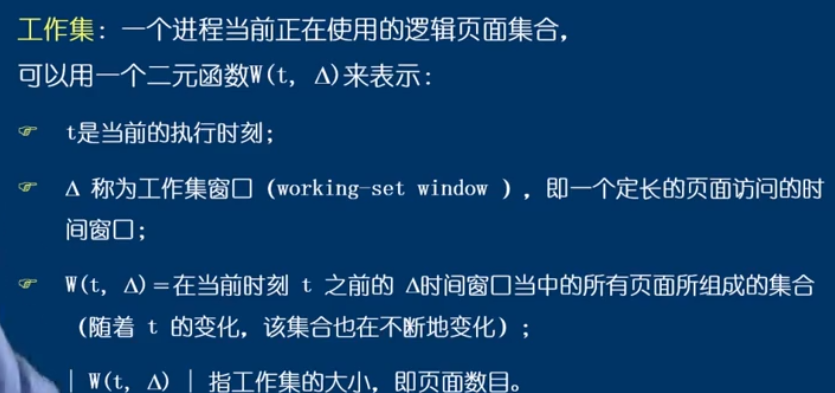 工作集：一个进程当前正在使用的逻辑页面集合，
可以用一个二元函数W(t, Δ)来表示：
t是当前的执行时刻；
Δ 称为工作集窗口（working-set window ），即一个定长的页面访问的时
间窗口；
W(t, Δ)＝在当前时刻 t 之前的 Δ时间窗口当中的所有页面所组成的集合
（随着 t 的变化，该集合也在不断地变化）；
| W(t, Δ) | 指工作集的大小，即页面数目。